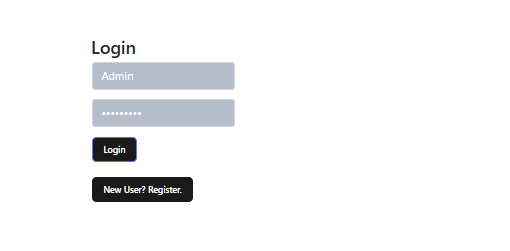 Login
Admin
•••••••••
Login
New User? Register.